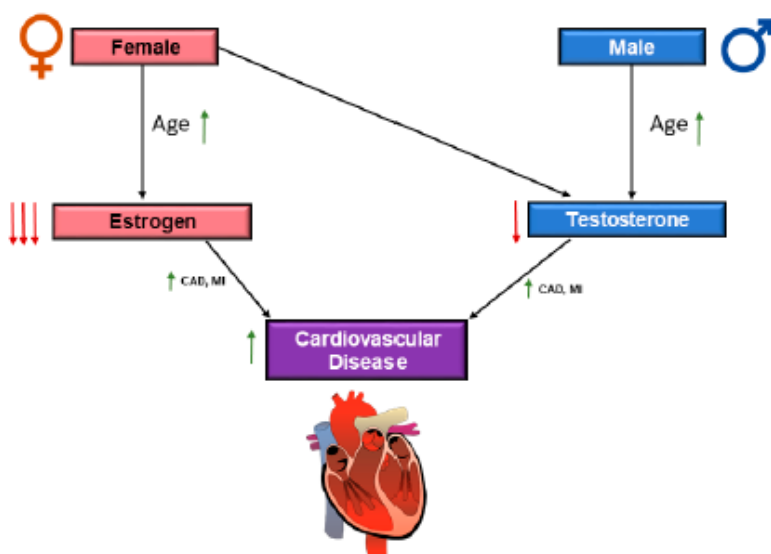 Female
Male
Age
Age
Estrogen
Testosterone
CAD, MI
CAD, MI
Cardiovascular
Disease